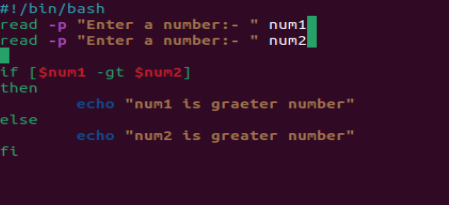 #!/bin/bash
read -p "Enter a number:- " num1
read -p "Enter a number:- " num2
if [$num1 -gt $num2]
then
echo "num1 is graeter number"
else
echo "num2 is greater number"
fi